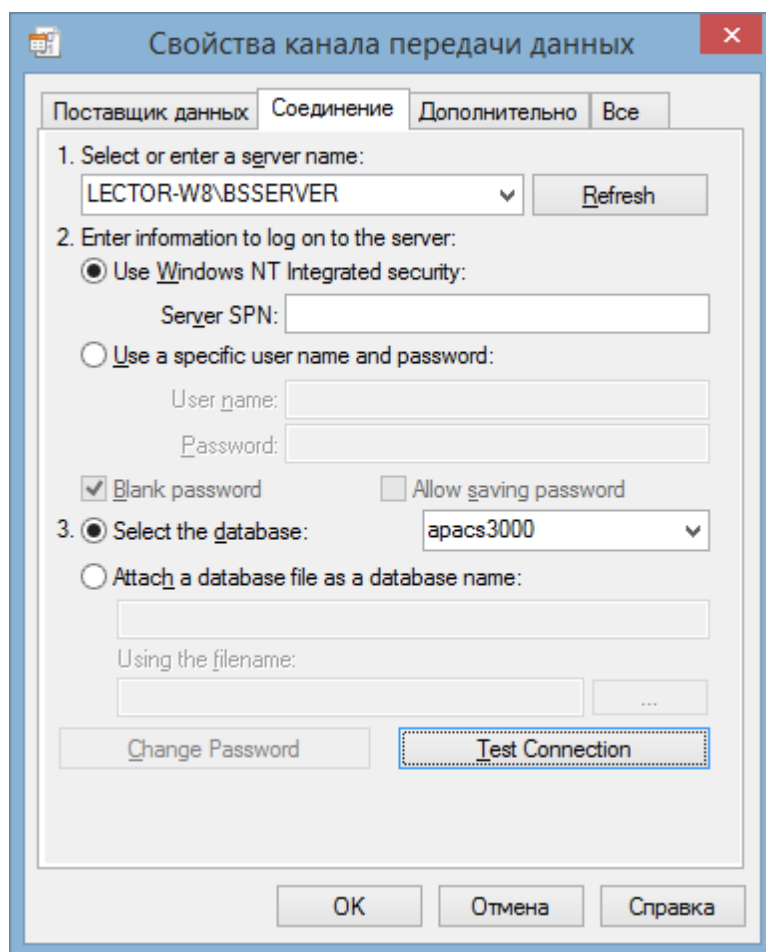 Свойства канала передачи данных
Поставщик данных Соединение Дополнительно Все
1. Select or enter a server name:
LECTOR-W8\BSSERVER Refresh
2. Enter information to log on to the server:
Use Windows NT Integrated security:
Server SPN:
Use a specific user name and password:
User name:
Password:
Blank password Allow saving password
3. Select the database: apacs3000
Attach a database file as a database name:
Using the filename:
...
Change Password Test Connection
OK Отмена Справка